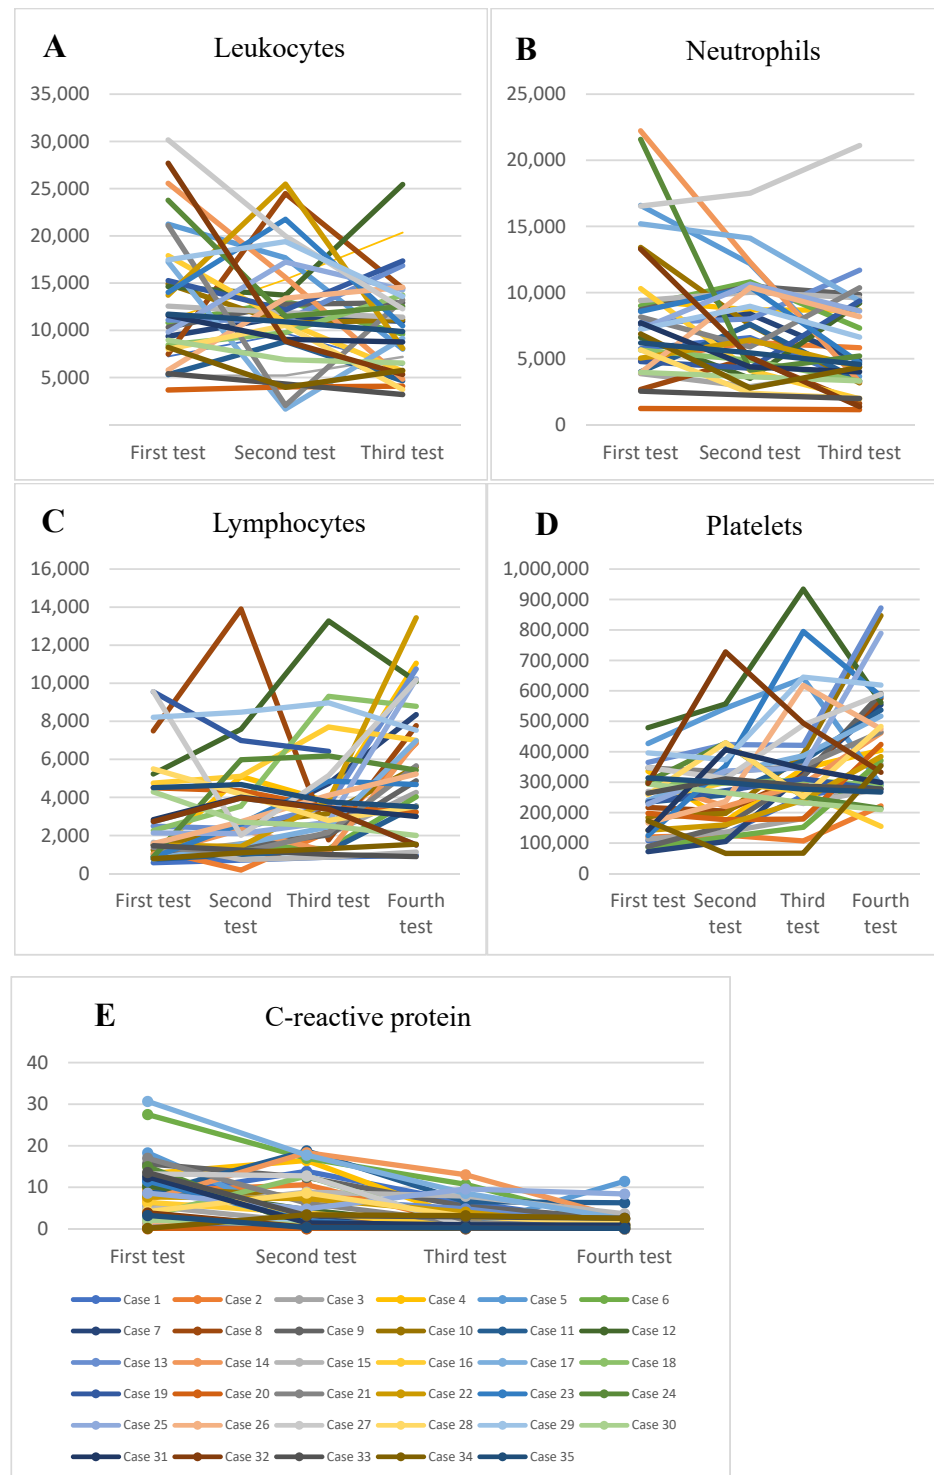 A Leukocytes
35,000
30,000
25,000
20,000
15,000
10,000
5,000
First test Second test Third test
B Neutrophils
25,000
20,000
15,000
10,000
5,000
0
First test Second test Third test
C Lymphocytes
16,000
14,000
12,000
10,000
8,000
6,000
4,000
2,000
0
First test Second test Third test Fourth test
D Platelets
1,000,000
900,000
800,000
700,000
600,000
500,000
400,000
300,000
200,000
100,000
0
First test Second test Third test Fourth test
E C-reactive protein
40
30
20
10
0
First test Second test Third test Fourth test
Case 1 Case 2 Case 3 Case 4 Case 5 Case 6
Case 7 Case 8 Case 9 Case 10 Case 11 Case 12
Case 13 Case 14 Case 15 Case 16 Case 17 Case 18
Case 19 Case 20 Case 21 Case 22 Case 23 Case 24
Case 25 Case 26 Case 27 Case 28 Case 29 Case 30
Case 31 Case 32 Case 33 Case 34 Case 35